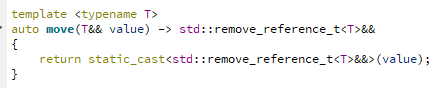 template <typename T>
auto move(T&& value) -> std::remove_reference_t<T>&&
{
    return static_cast<std::remove_reference_t<T>&&>(value);
}